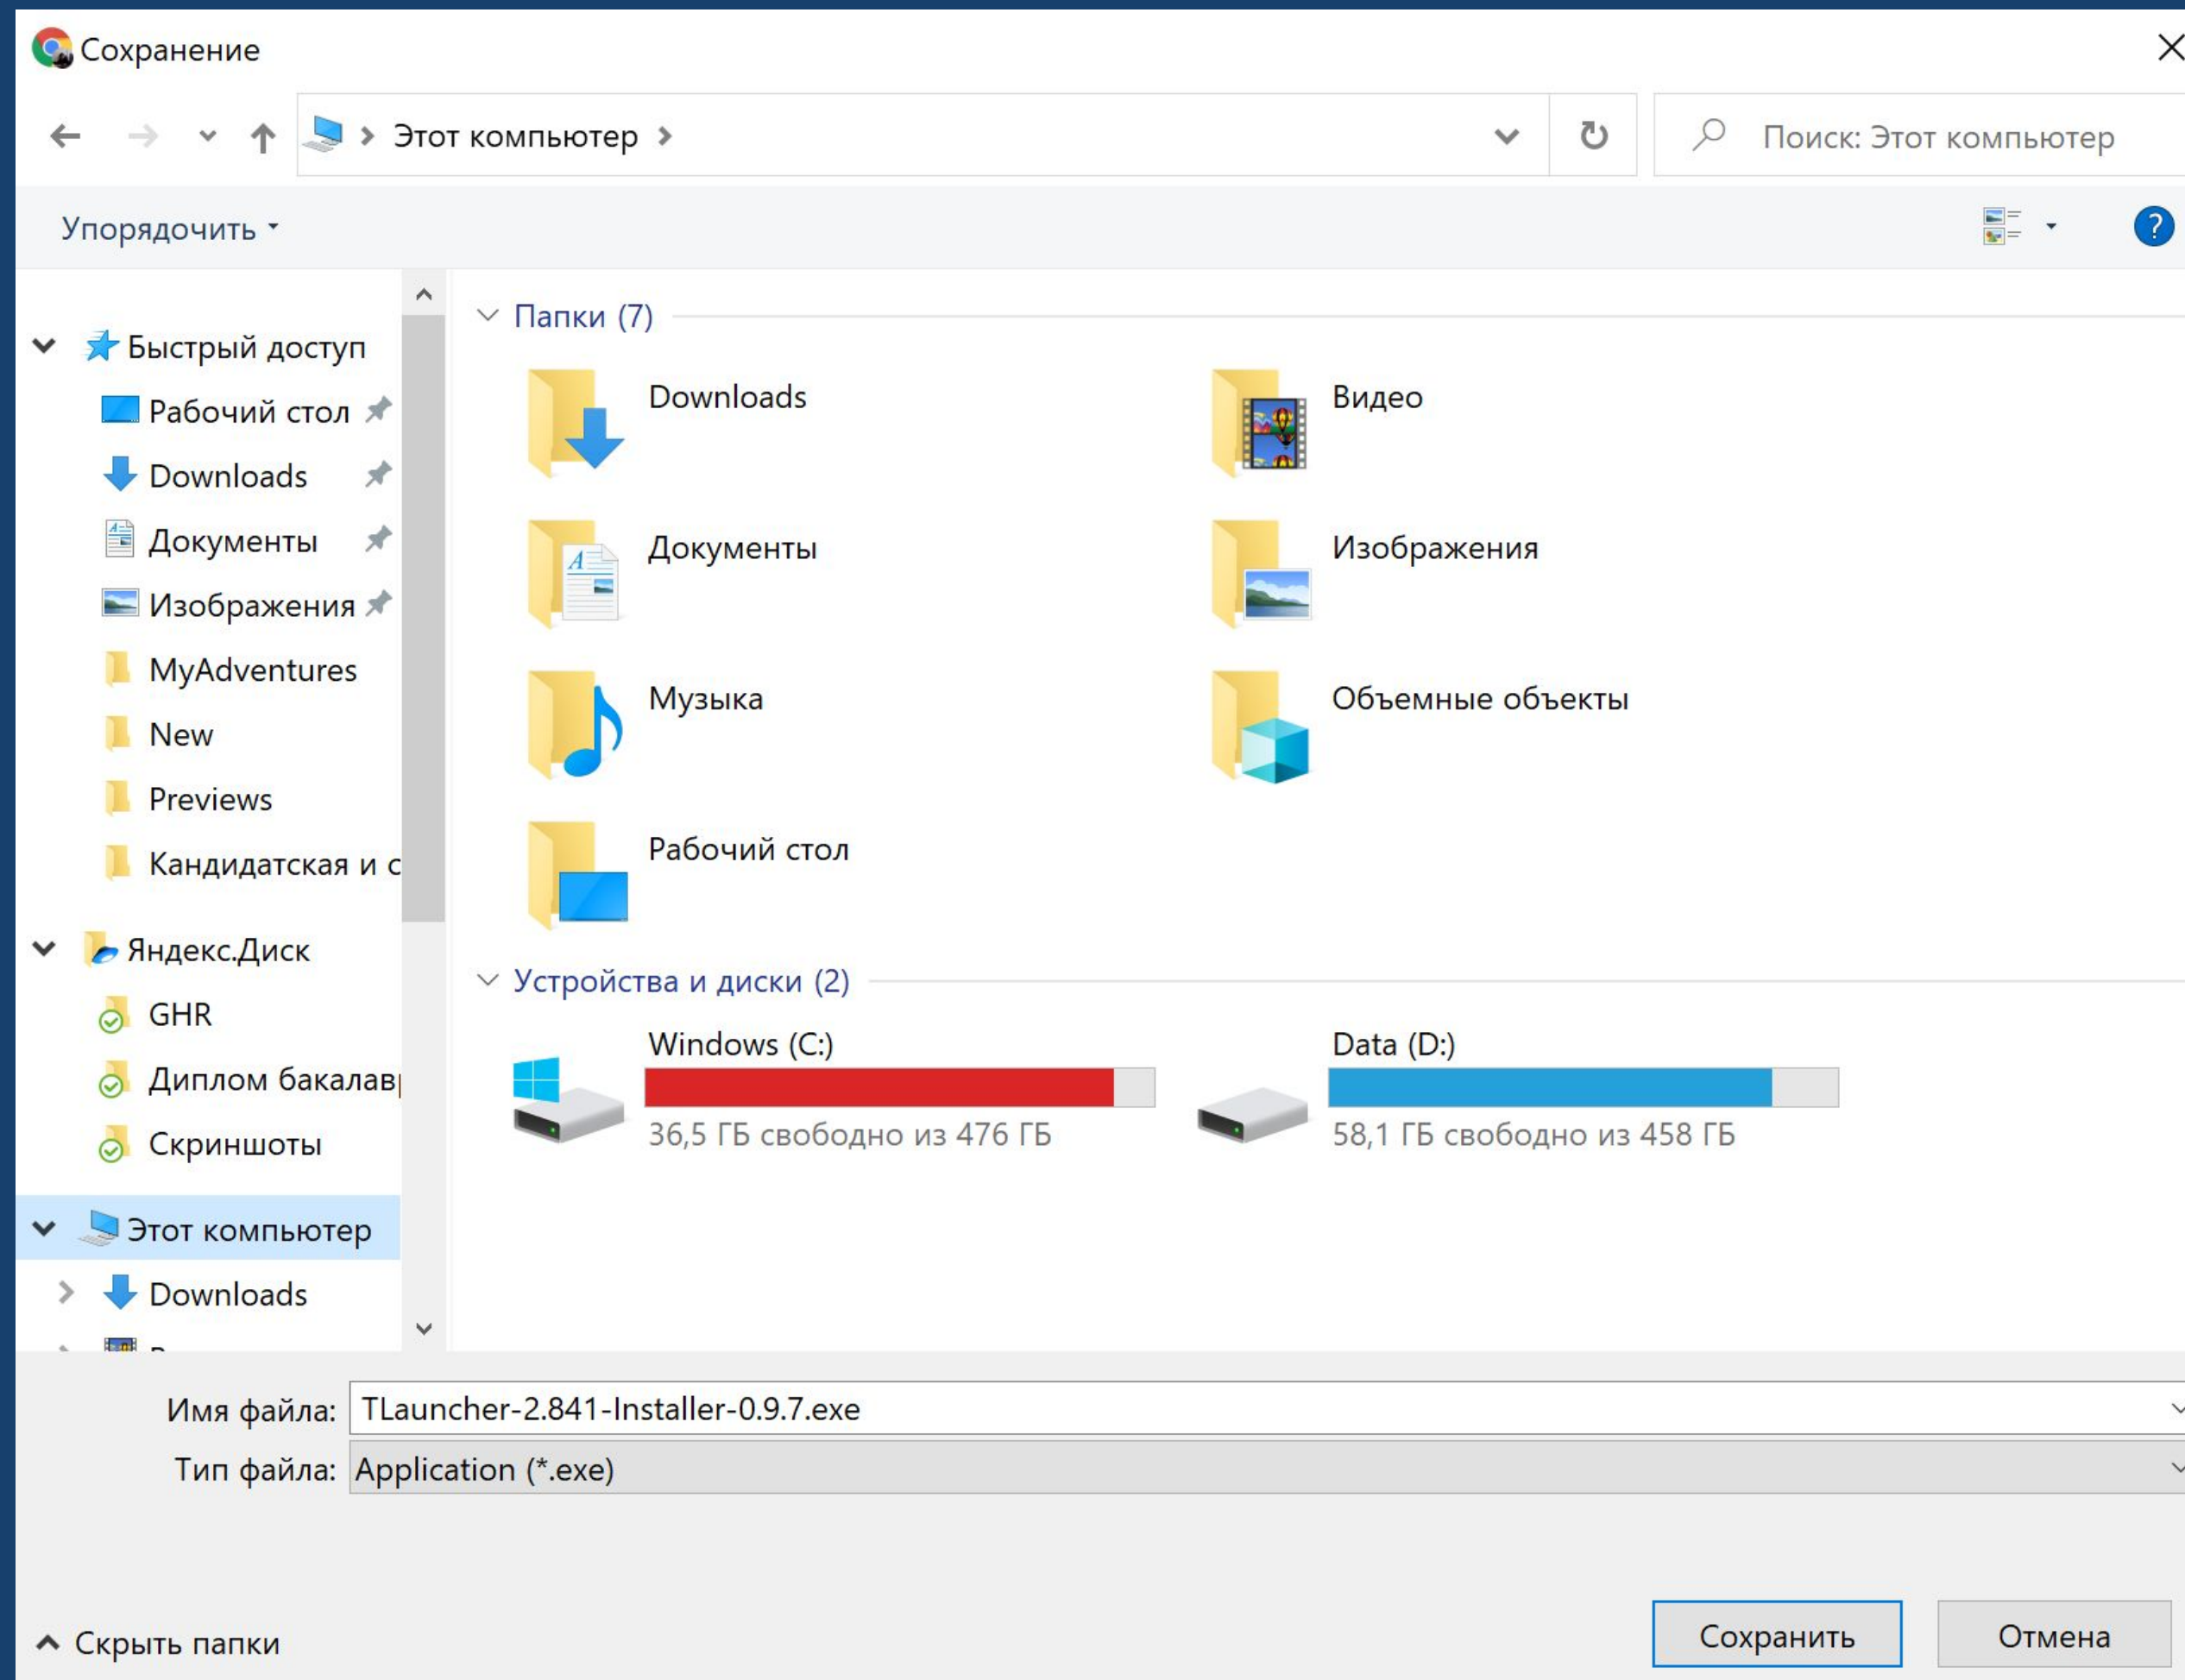 Сохранение
Этот компьютер
Поиск: Этот компьютер
Упорядочить
Быстрый доступ
Рабочий стол
Downloads
Документы
Изображения
MyAdventures
New
Previews
Кандидатская и с
Яндекс.Диск
GHR
Диплом бакалав
Скриншоты
Этот компьютер
Downloads
Папки (7)
Downloads
Видео
Документы
Изображения
Музыка
Объемные объекты
Рабочий стол
Устройства и диски (2)
Windows (C:)
36,5 ГБ свободно из 476 ГБ
Data (D:)
58,1 ГБ свободно из 458 ГБ
Имя файла: TLauncher-2.841-Installer-0.9.7.exe
Тип файла: Application (*.exe)
Скрыть папки
Сохранить
Отмена